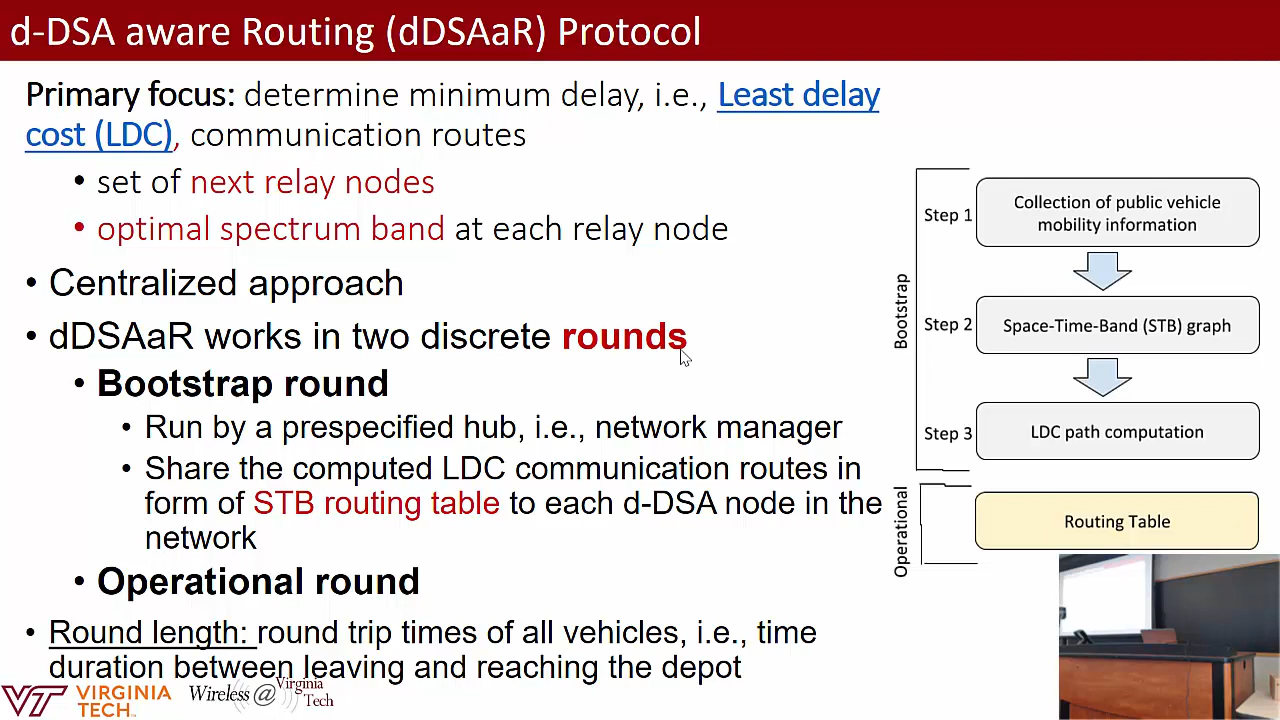 d-DSA aware Routing (dDSAaR) Protocol
Primary focus: determine minimum delay, i.e., Least delay
cost (LDC), communication routes
• set of next relay nodes
• optimal spectrum band at each relay node
• Centralized approach
• dDSAaR works in two discrete rounds
• Bootstrap round
• Run by a prespecified hub, i.e., network manager
• Share the computed LDC communication routes in
form of STB routing table to each d-DSA node in the
network
• Operational round
• Round length: round trip times of all vehicles, i.e., time
duration between leaving and reaching the depot
Bootstrap
Step 1
Collection of public vehicle
mobility information
Step 2
Space-Time-Band (STB) graph
Step 3
LDC path computation
Operational
Routing Table
VT VIRGINIA
TECH
Wireless @ Virginia
Tech